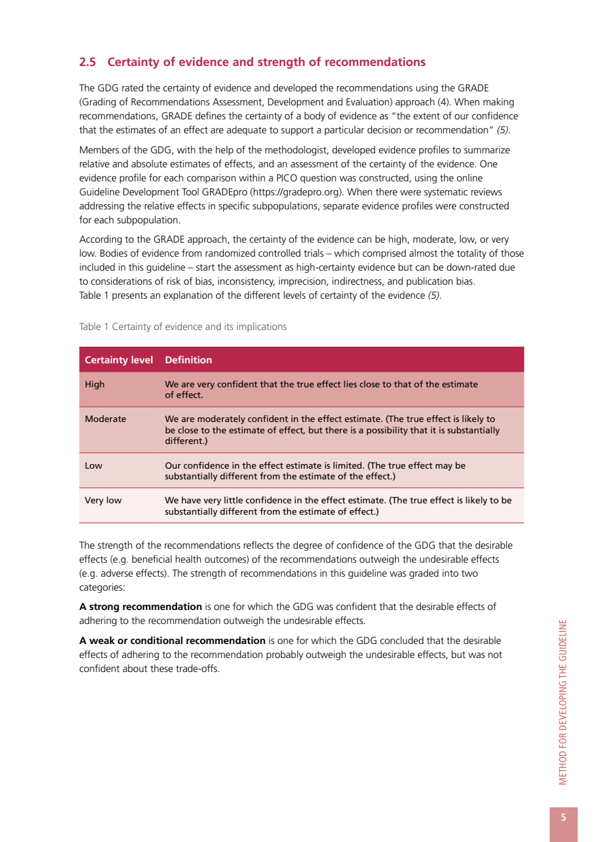 2.5 Certainty of evidence and strength of recommendations
The GDG rated the certainty of evidence and developed the recommendations using the GRADE
(Grading of Recommendations Assessment, Development and Evaluation) approach (4). When making
recommendations, GRADE defines the certainty of a body of evidence as “the extent of our confidence
that the estimates of an effect are adequate to support a particular decision or recommendation” (5).
Members of the GDG, with the help of the methodologist, developed evidence profiles to summarize
relative and absolute estimates of effects, and an assessment of the certainty of the evidence. One
evidence profile for each comparison within a PICO question was constructed, using the online
Guideline Development Tool GRADEpro (https://gradepro.org). When there were systematic reviews
addressing the relative effects in specific subpopulations, separate evidence profiles were constructed
for each subpopulation.
According to the GRADE approach, the certainty of the evidence can be high, moderate, low, or very
low. Bodies of evidence from randomized controlled trials – which comprised almost the totality of those
included in this guideline – start the assessment as high-certainty evidence but can be down-rated due
to considerations of risk of bias, inconsistency, imprecision, indirectness, and publication bias.
Table 1 presents an explanation of the different levels of certainty of the evidence (5).
Table 1 Certainty of evidence and its implications
Certainty level Definition
High We are very confident that the true effect lies close to that of the estimate
of effect.
Moderate We are moderately confident in the effect estimate. (The true effect is likely to
be close to the estimate of effect, but there is a possibility that it is substantially
different.)
Low Our confidence in the effect estimate is limited. (The true effect may be
substantially different from the estimate of the effect.)
Very low We have very little confidence in the effect estimate. (The true effect is likely to be
substantially different from the estimate of effect.)
The strength of the recommendations reflects the degree of confidence of the GDG that the desirable
effects (e.g. beneficial health outcomes) of the recommendations outweigh the undesirable effects
(e.g. adverse effects). The strength of recommendations in this guideline was graded into two
categories:
A strong recommendation is one for which the GDG was confident that the desirable effects of
adhering to the recommendation outweigh the undesirable effects.
A weak or conditional recommendation is one for which the GDG concluded that the desirable
effects of adhering to the recommendation probably outweigh the undesirable effects, but was not
confident about these trade-offs.
METHOD FOR DEVELOPING THE GUIDELINE
5